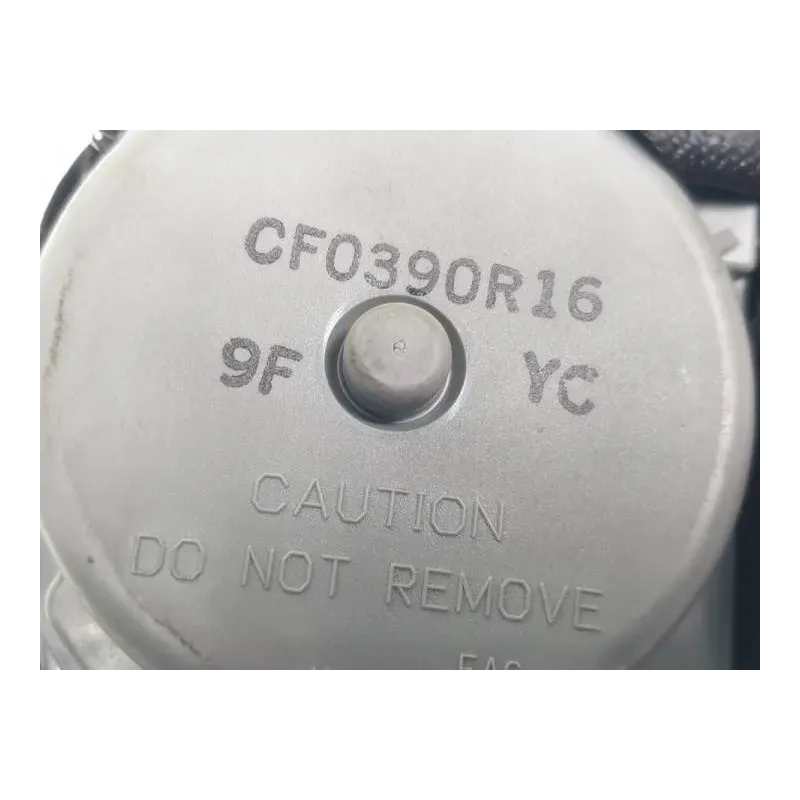 CF0390R16
9F YC
CAUTION
DO NOT REMOVE